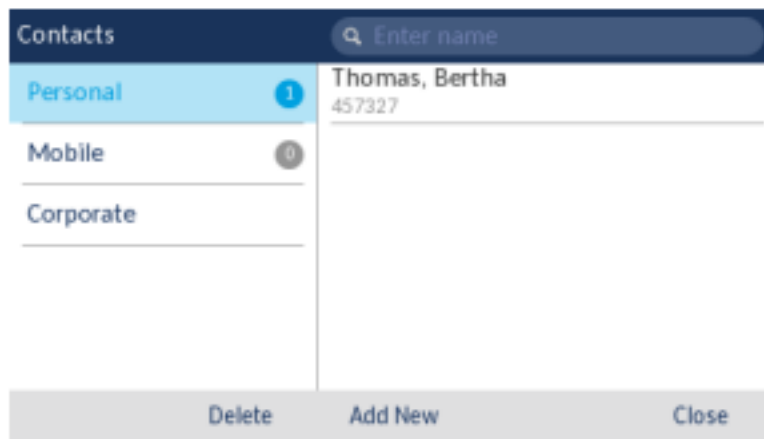 Contacts
Enter name
Personal 1
Mobile 0
Corporate
Thomas, Bertha
457327
Delete Add New Close